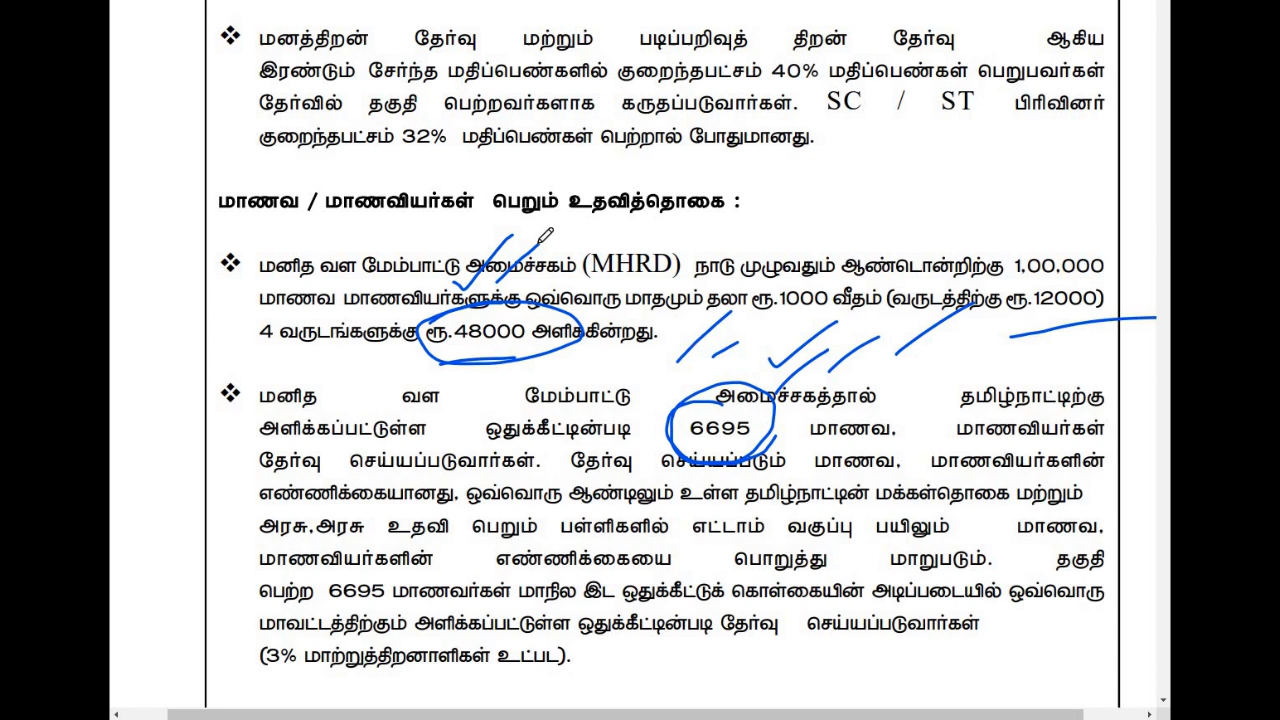 ❖ மனத்திறன் தேர்வு மற்றும் படிப்பறிவுத் திறன் தேர்வு ஆகிய
இரண்டும் சேர்ந்த மதிப்பெண்களில் குறைந்தபட்சம் 40% மதிப்பெண்கள் பெறுபவர்கள்
தேர்வில் தகுதி பெற்றவர்களாக கருதப்படுவார்கள். SC / ST பிரிவினர்
குறைந்தபட்சம் 32% மதிப்பெண்கள் பெற்றால் போதுமானது.
மாணவ / மாணவியர்கள் பெறும் உதவித்தொகை :
❖ மனித வள மேம்பாட்டு அமைச்சகம் (MHRD) நாடு முழுவதும் ஆண்டொன்றிற்கு 1,00,000
மாணவ மாணவியர்களுக்கு ஒவ்வொரு மாதமும் தலா ரூ.1000 வீதம் (வருடத்திற்கு ரூ.12000)
4 வருடங்களுக்கு ரூ.48000 அளிக்கின்றது.
❖ மனித வள மேம்பாட்டு அமைச்சகத்தால் தமிழ்நாட்டிற்கு
அளிக்கப்பட்டுள்ள ஒதுக்கீட்டின்படி 6695 மாணவ, மாணவியர்கள்
தேர்வு செய்யப்படுவார்கள். தேர்வு செய்யப்படும் மாணவ, மாணவியர்களின்
எண்ணிக்கையானது, ஒவ்வொரு ஆண்டிலும் உள்ள தமிழ்நாட்டின் மக்கள்தொகை மற்றும்
அரசு,அரசு உதவி பெறும் பள்ளிகளில் எட்டாம் வகுப்பு பயிலும் மாணவ,
மாணவியர்களின் எண்ணிக்கையை பொறுத்து மாறுபடும். தகுதி
பெற்ற 6695 மாணவர்கள் மாநில இட ஒதுக்கீட்டுக் கொள்கையின் அடிப்படையில் ஒவ்வொரு
மாவட்டத்திற்கும் அளிக்கப்பட்டுள்ள ஒதுக்கீட்டின்படி தேர்வு செய்யப்படுவார்கள்
(3% மாற்றுத்திறனாளிகள் உட்பட).